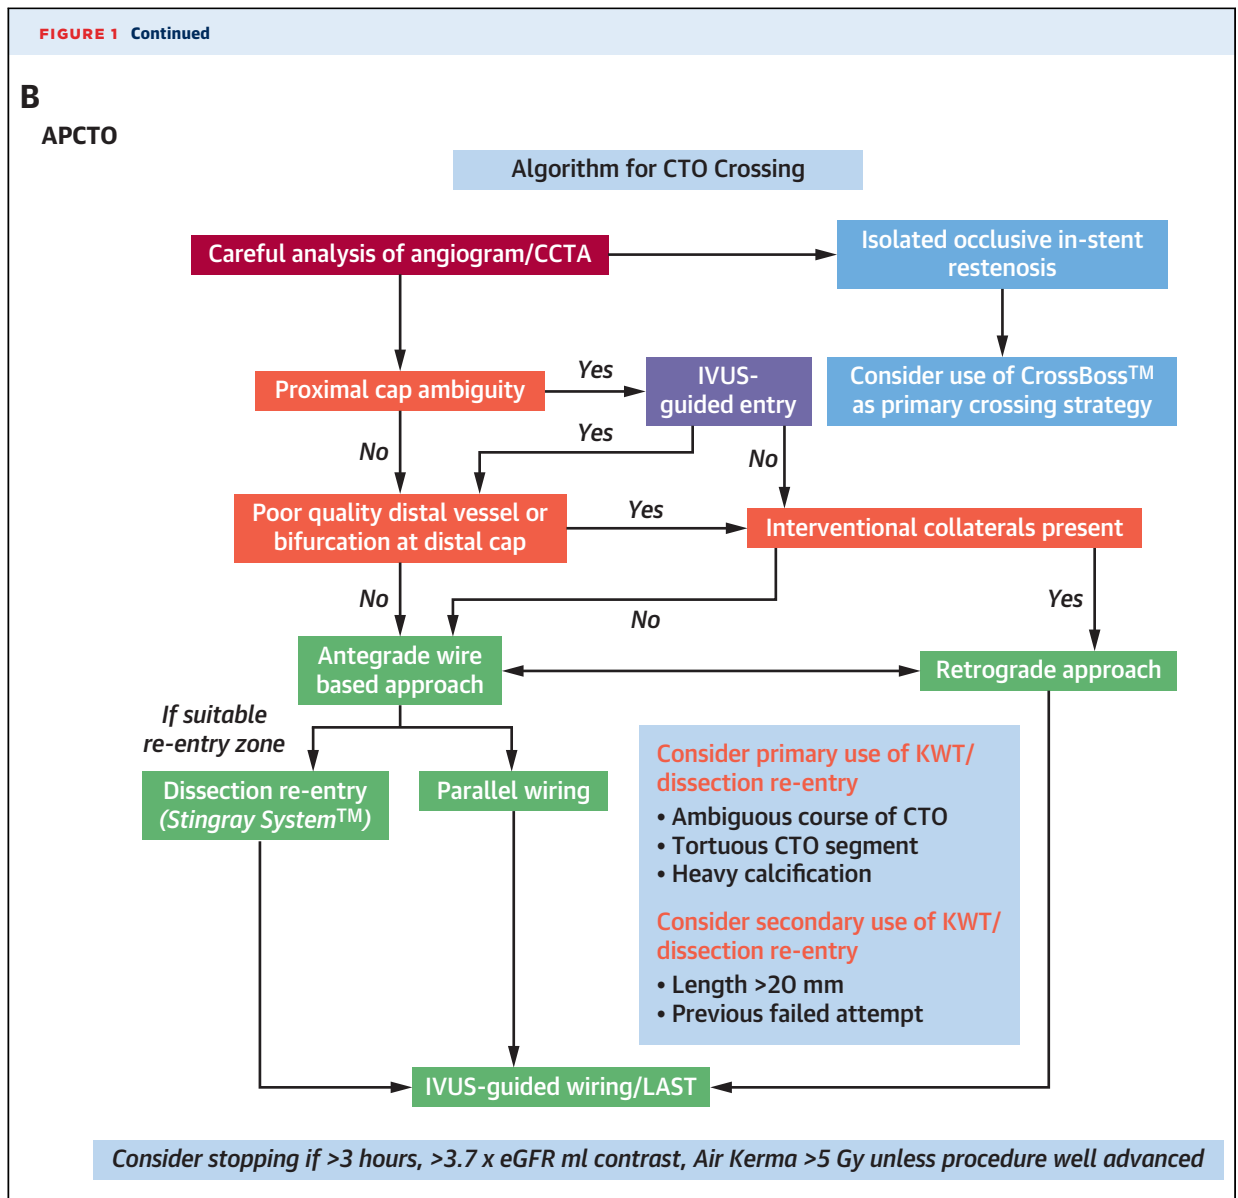 FIGURE 1 Continued
B
APCTO
Algorithm for CTO Crossing
Careful analysis of angiogram/CCTA
Isolated occlusive in-stent
restenosis
Proximal cap ambiguity
Yes
IVUS-
guided entry
Consider use of CrossBoss™
as primary crossing strategy
No
Yes
No
Poor quality distal vessel or
bifurcation at distal cap
Yes
Interventional collaterals present
No
No
Yes
Antegrade wire
based approach
Retrograde approach
If suitable
re-entry zone
Dissection re-entry
(Stingray System™)
Parallel wiring
Consider primary use of KWT/
dissection re-entry
• Ambiguous course of CTO
• Tortuous CTO segment
• Heavy calcification
Consider secondary use of KWT/
dissection re-entry
• Length >20 mm
• Previous failed attempt
IVUS-guided wiring/LAST
Consider stopping if >3 hours, >3.7 x eGFR ml contrast, Air Kerma >5 Gy unless procedure well advanced